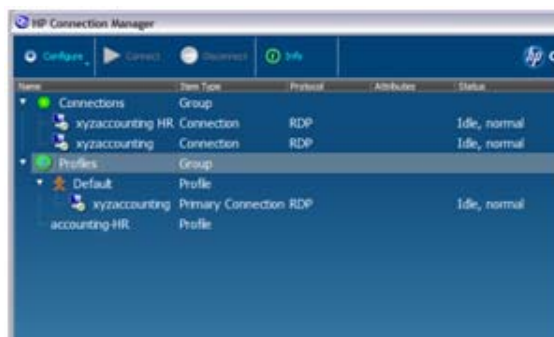 HP Connection Manager
Configure Connect Disconnect Info hp
Name Item Type Protocol Attributes Status
Connections Group
xyzaccounting HR Connection RDP Idle, normal
xyzaccounting Connection RDP Idle, normal
Profiles Group
Default Profile
xyzaccounting Primary Connection RDP Idle, normal
accounting-HR Profile